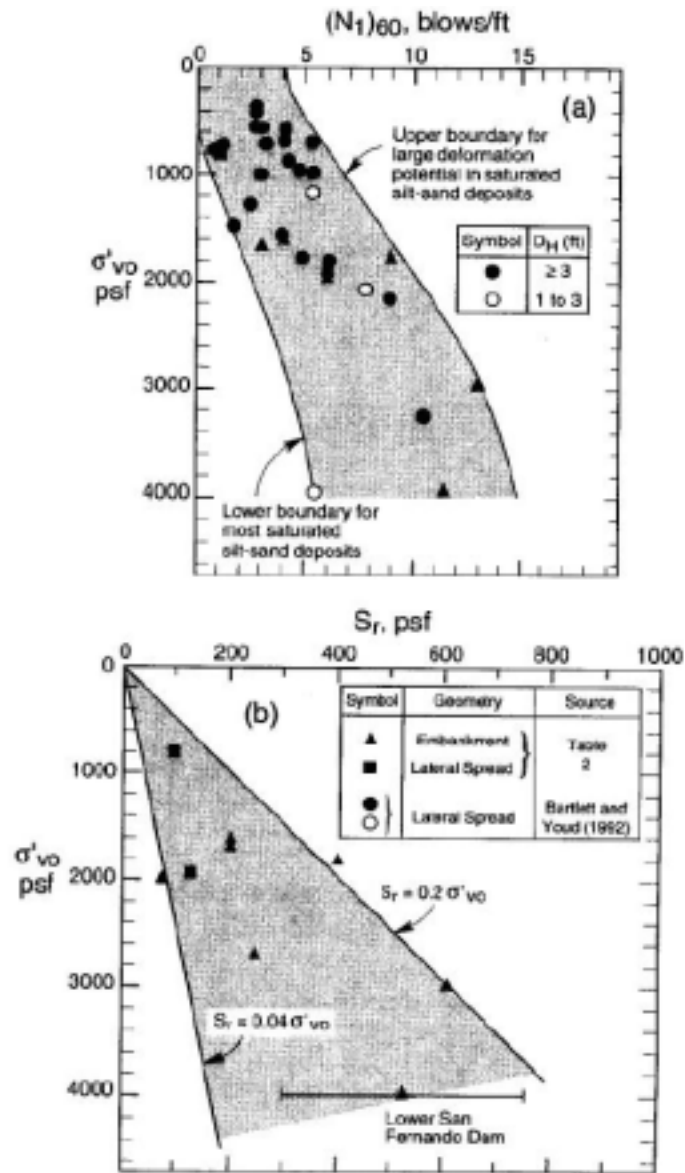 (N₁)₆₀, blows/ft
0 5 10 15
0
1000
2000
3000
4000
σ'vo
psf
(a)
Upper boundary for
large deformation
potential in saturated
silt-sand deposits
Symbol D_H (ft)
● ≥ 3
○ 1 to 3
Lower boundary for
most saturated
silt-sand deposits
S_r, psf
0 200 400 600 800 1000
0
1000
2000
3000
4000
σ'vo
psf
(b)
Symbol Geometry Source
▲ Embankment } Table
■ Lateral Spread } 2
● ○ } Lateral Spread Bartlett and
Youd (1992)
S_r = 0.2 σ'vo
S_r = 0.04 σ'vo
Lower San
Fernando Dam